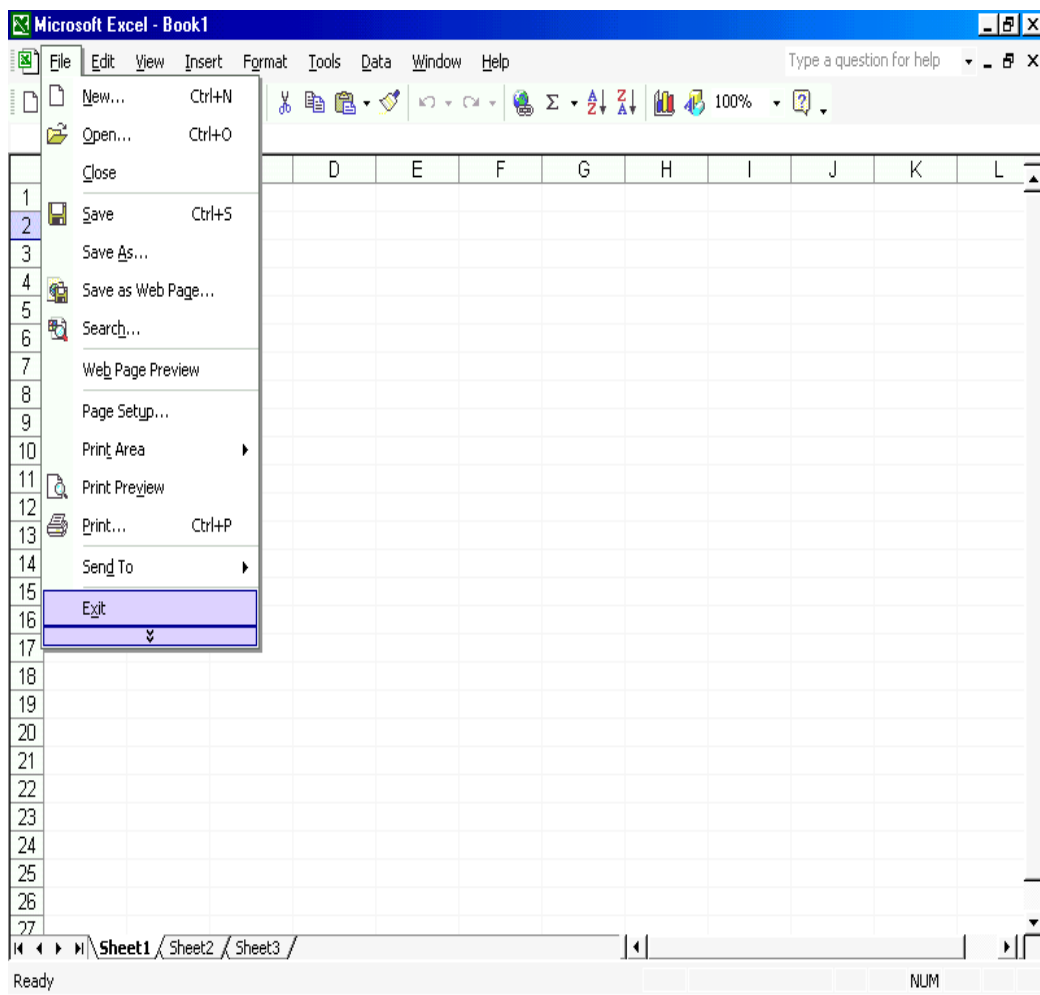 Microsoft Excel - Book1
File Edit View Insert Format Tools Data Window Help Type a question for help
100%
New... Ctrl+N
Open... Ctrl+O
Close
Save Ctrl+S
Save As...
Save as Web Page...
Search...
Web Page Preview
Page Setup...
Print Area
Print Preview
Print... Ctrl+P
Send To
Exit
D E F G H I J K L
1
2
3
4
5
6
7
8
9
10
11
12
13
14
15
16
17
18
19
20
21
22
23
24
25
26
27
Sheet1 Sheet2 Sheet3
Ready NUM